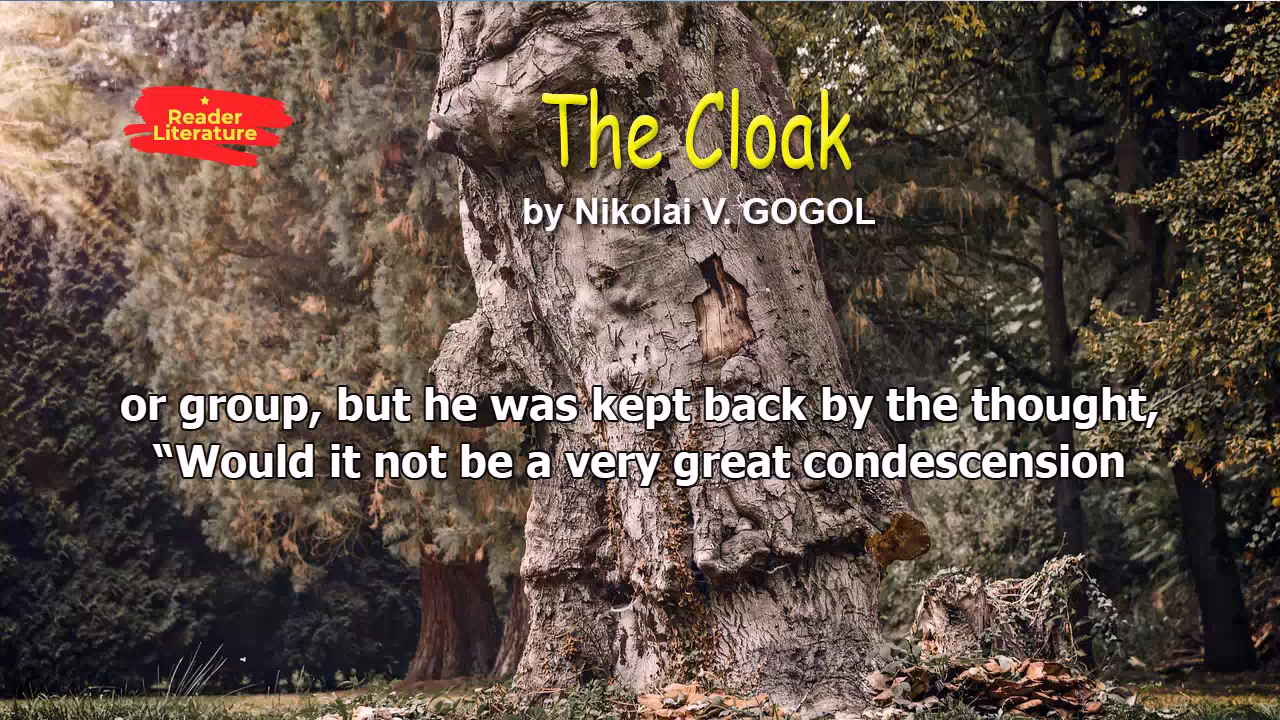 Reader
Literature
The Cloak
by Nikolai V. GOGOL
or group, but he was kept back by the thought,
“Would it not be a very great condescension